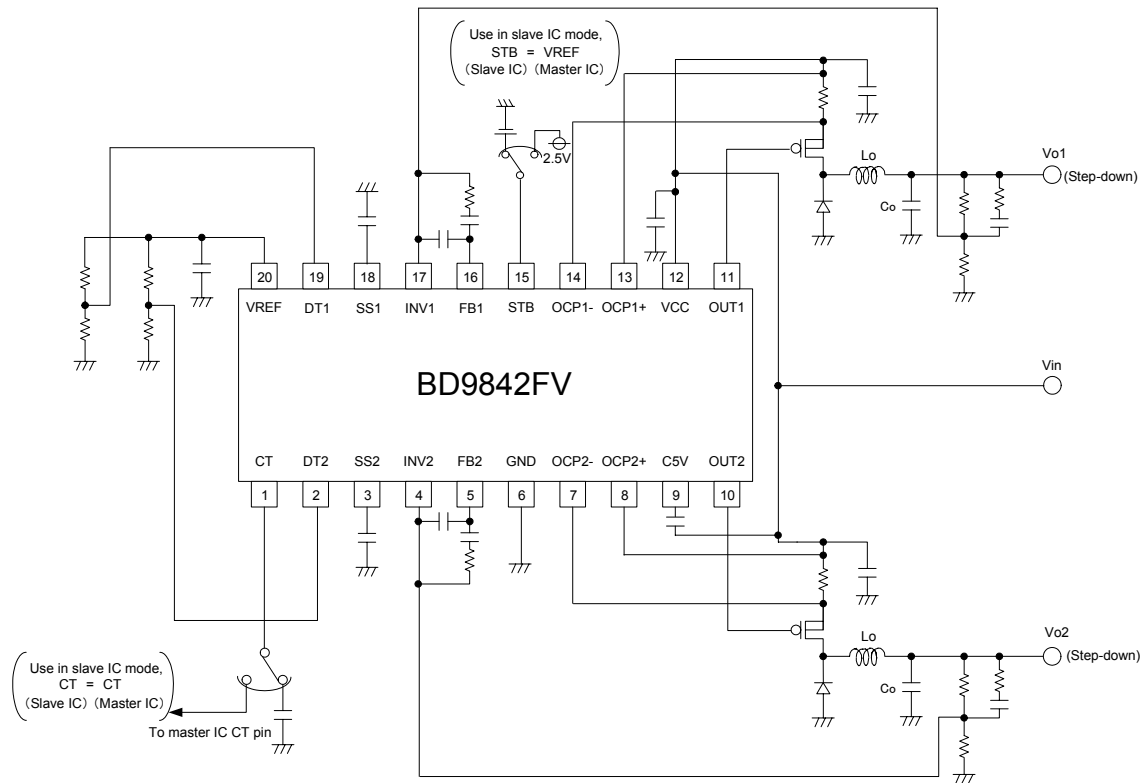 Use in slave IC mode,
STB = VREF
(Slave IC) (Master IC)
2.5V
Lo
Vo1
(Step-down)
Co
20 19 18 17 16 15 14 13 12 11
VREF DT1 SS1 INV1 FB1 STB OCP1- OCP1+ VCC OUT1
Vin
BD9842FV
CT DT2 SS2 INV2 FB2 GND OCP2- OCP2+ C5V OUT2
1 2 3 4 5 6 7 8 9 10
Lo
Vo2
(Step-down)
Co
Use in slave IC mode,
CT = CT
(Slave IC) (Master IC)
To master IC CT pin